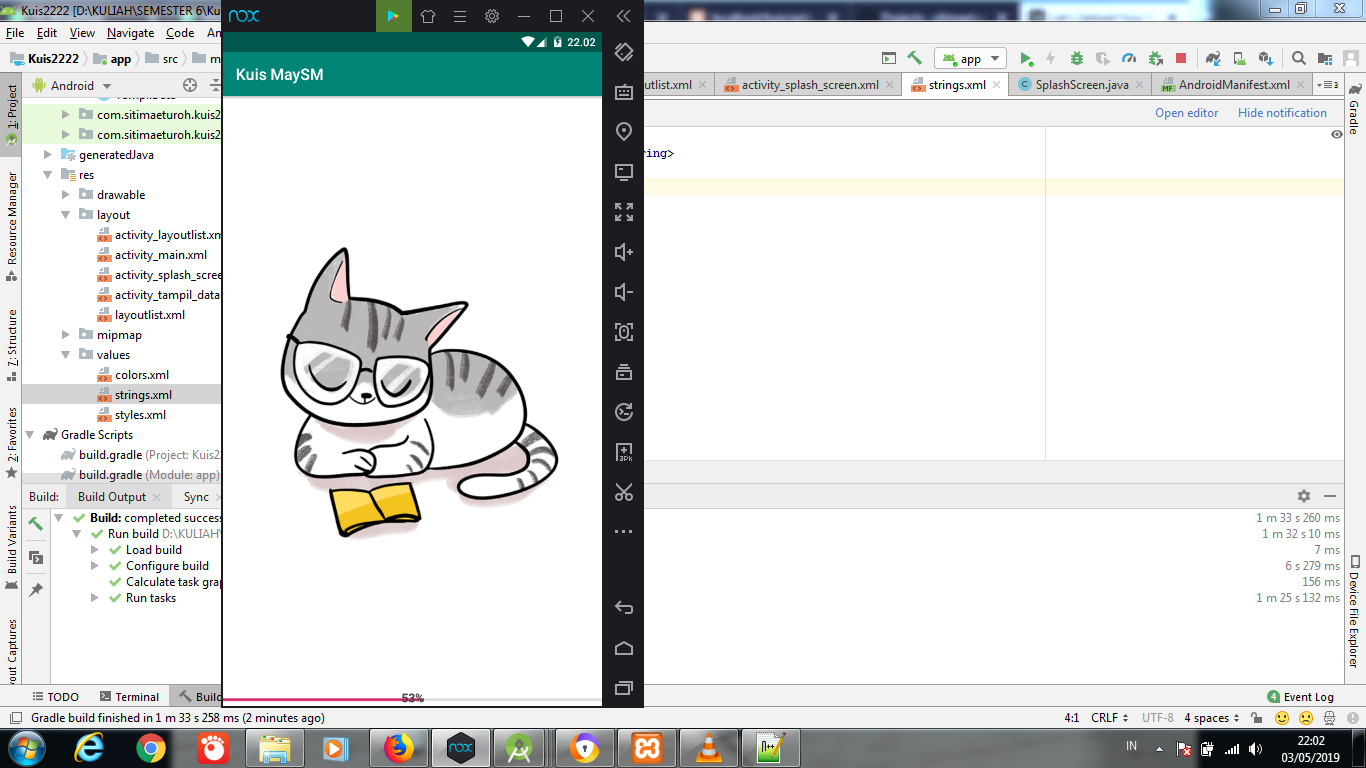 Kuis2222 [D:\KULIAH\SEMESTER 6\Kui
File Edit View Navigate Code An
Kuis2222 app src m
app
nox
22.02
Kuis MaySM
53%
Android
utlist.xml activity_splash_screen.xml strings.xml SplashScreen.java AndroidManifest.xml
Open editor Hide notification
ring>
com.sitimaeturoh.kuis2
com.sitimaeturoh.kuis2
generatedJava
res
drawable
layout
activity_layoutlist.xm
activity_main.xml
activity_splash_scree
activity_tampil_data
layoutlist.xml
mipmap
values
colors.xml
strings.xml
styles.xml
Gradle Scripts
build.gradle (Project: Kuis22
build.gradle (Module: app)
1: Project
Resource Manager
Z: Structure
2: Favorites
Build Variants
yout Captures
Gradle
Device File Explorer
Build: Build Output Sync
Build: completed success
Run build D:\KULIAH\
Load build
Configure build
Calculate task grap
Run tasks
1 m 33 s 260 ms
1 m 32 s 10 ms
7 ms
6 s 279 ms
156 ms
1 m 25 s 132 ms
TODO Terminal Build
4 Event Log
Gradle build finished in 1 m 33 s 258 ms (2 minutes ago)
4:1 CRLF UTF-8 4 spaces
IN
22:02
03/05/2019